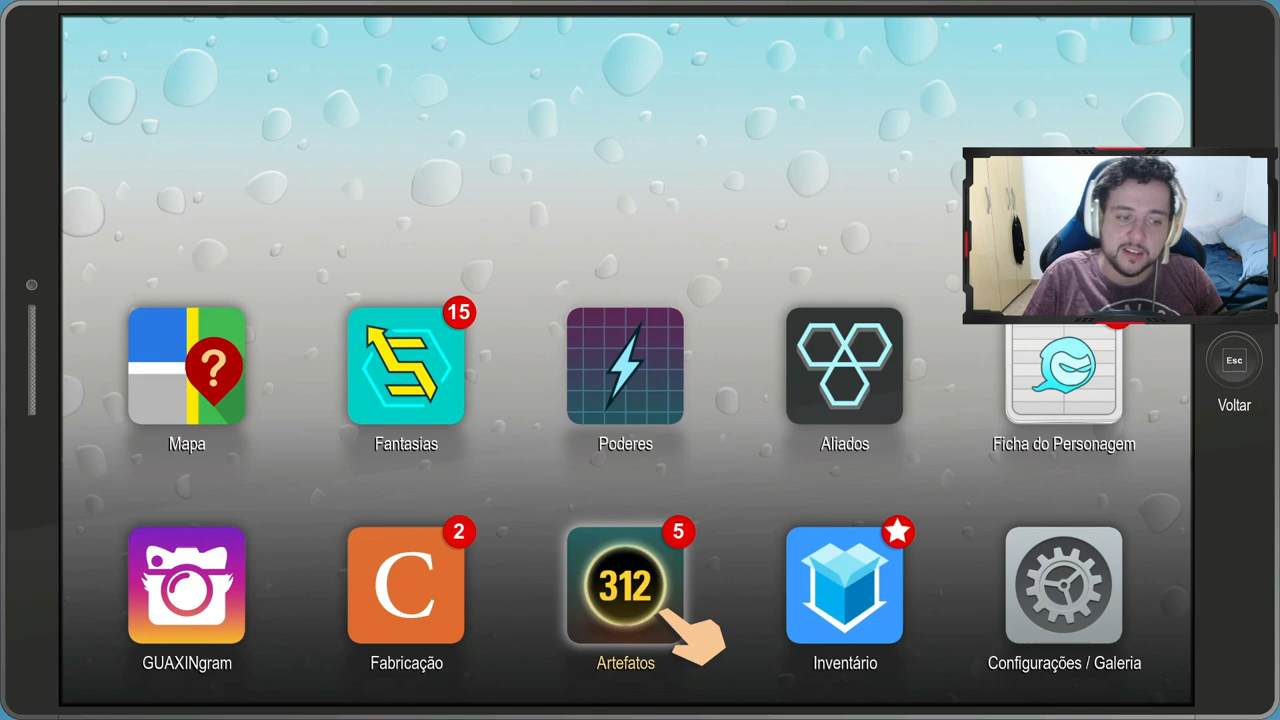 15
?
Mapa
Fantasias
Poderes
Aliados
Ficha do Personagem
Esc
Voltar
2
5
C
312
GUAXINgram
Fabricação
Artefatos
Inventário
Configurações / Galeria